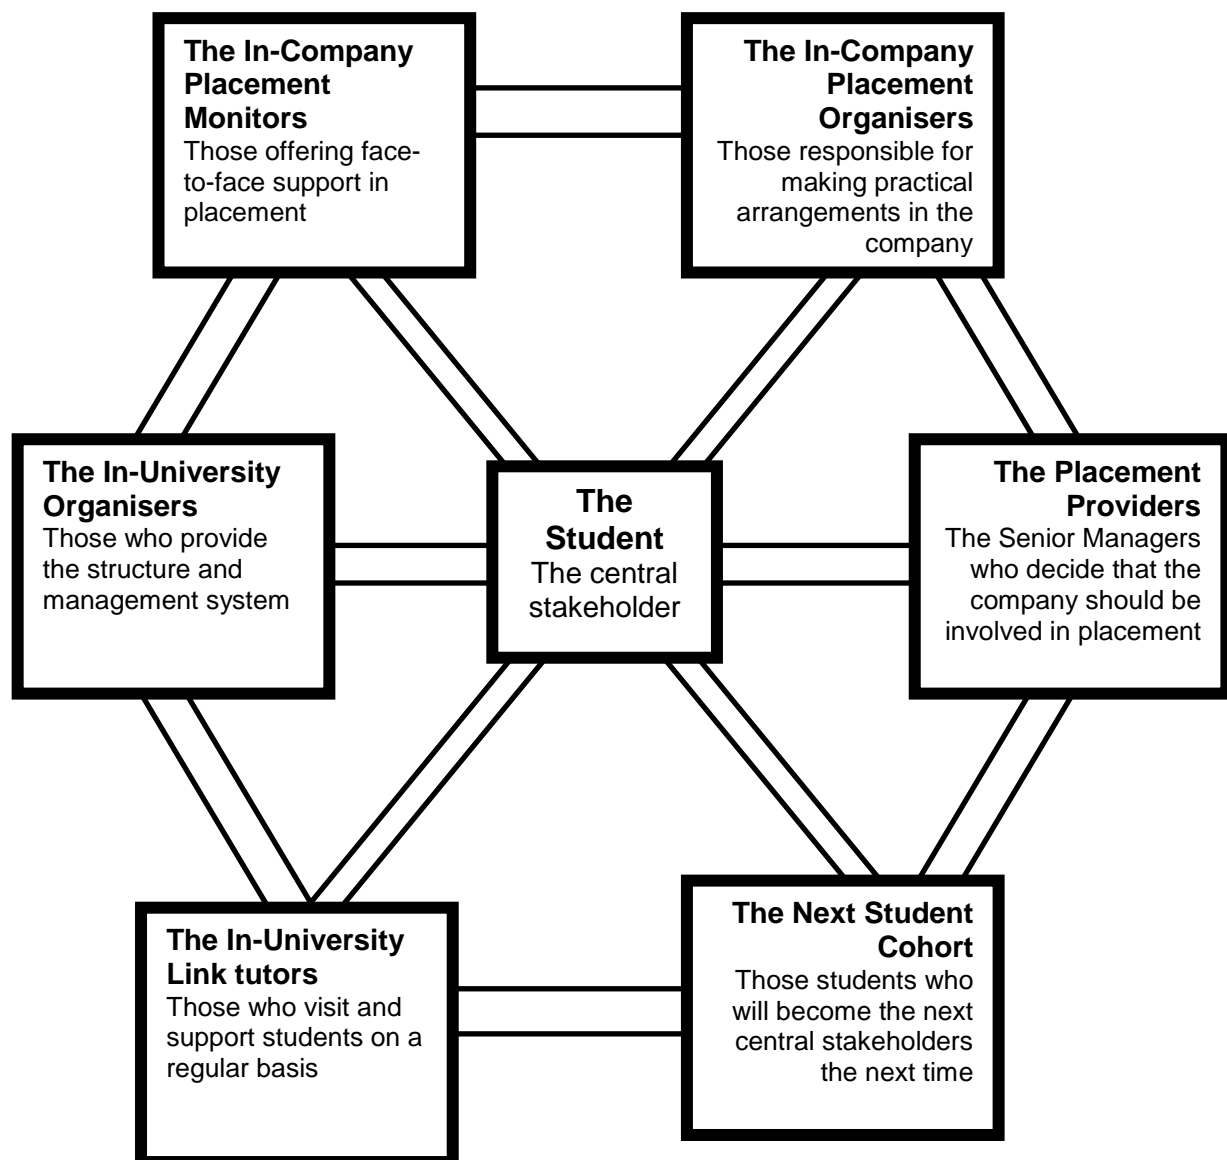 The In-Company
Placement
Monitors
Those offering face-
to-face support in
placement
The In-Company
Placement
Organisers
Those responsible for
making practical
arrangements in the
company
The In-University
Organisers
Those who provide
the structure and
management system
The
Student
The central
stakeholder
The Placement
Providers
The Senior Managers
who decide that the
company should be
involved in placement
The In-University
Link tutors
Those who visit and
support students on a
regular basis
The Next Student
Cohort
Those students who
will become the next
central stakeholders
the next time